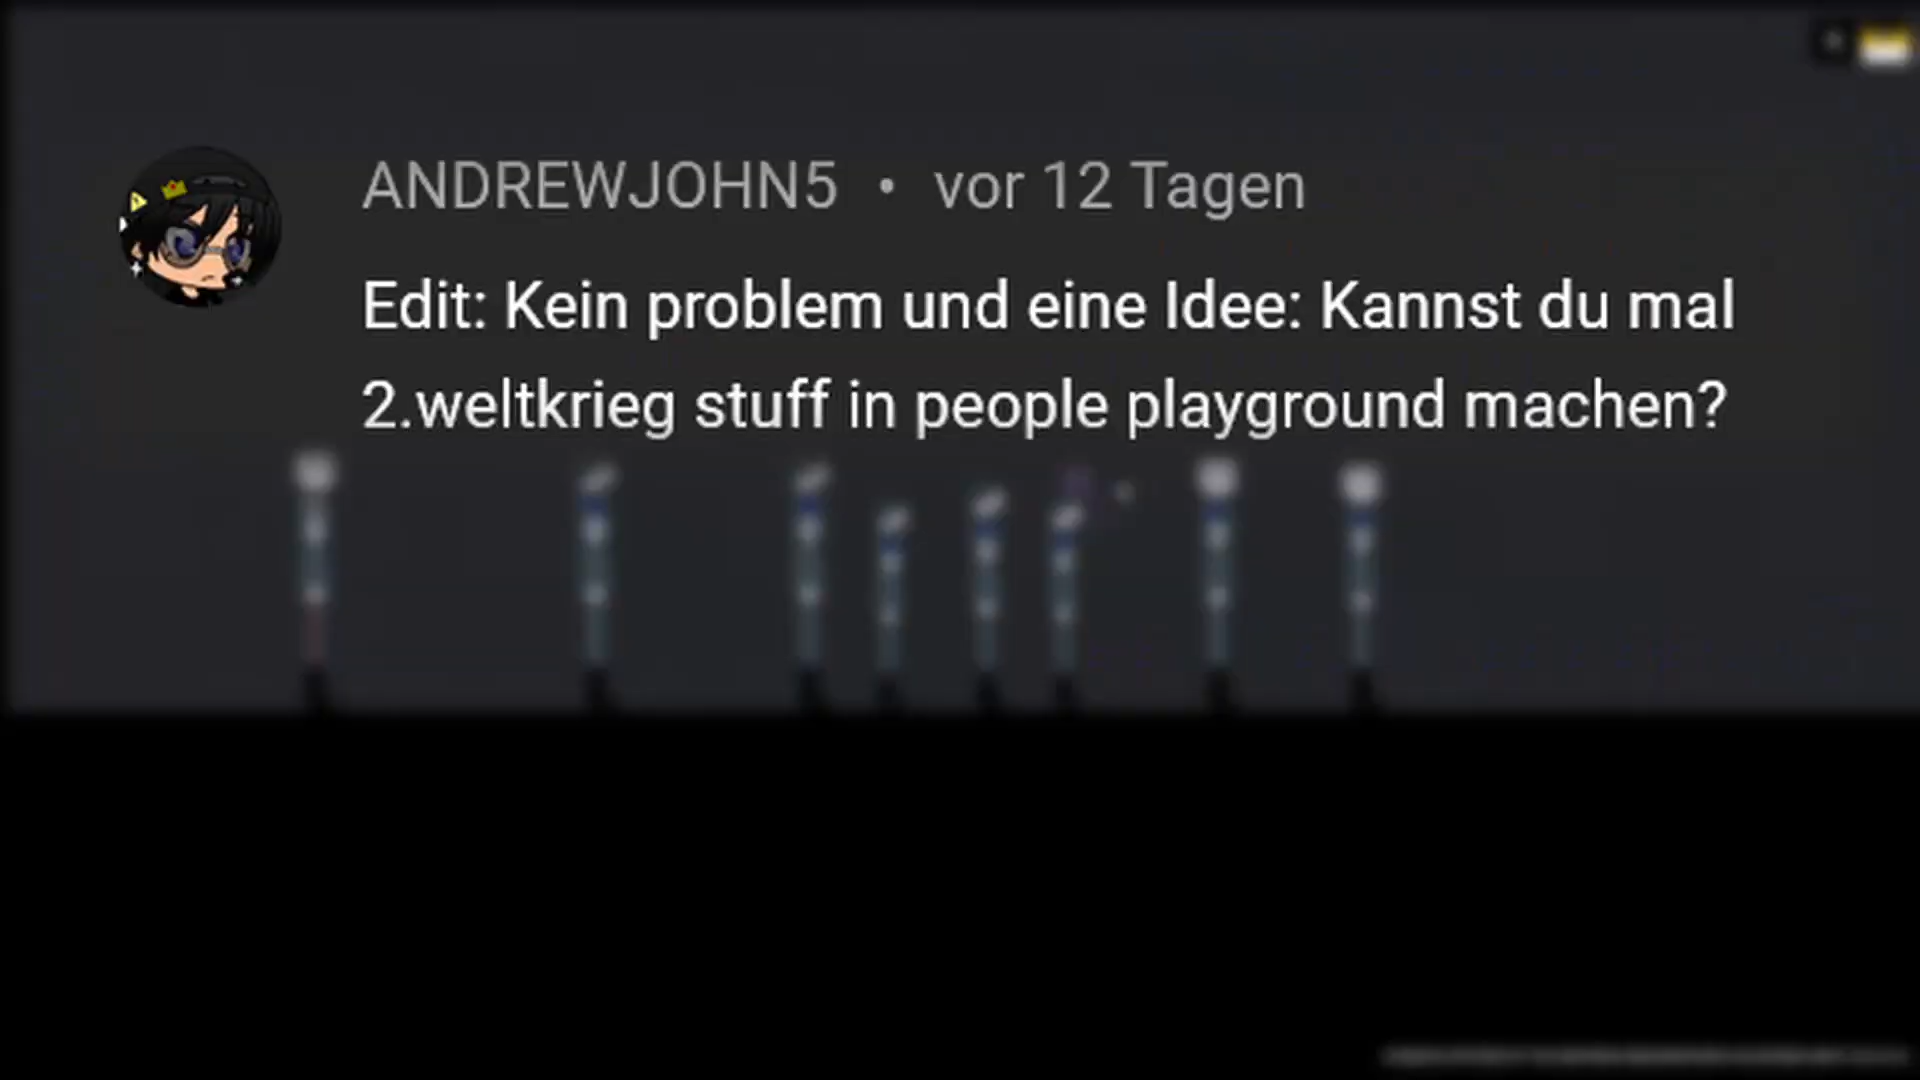 ANDREWJOHN5 • vor 12 Tagen
Edit: Kein problem und eine Idee: Kannst du mal
2.weltkrieg stuff in people playground machen?